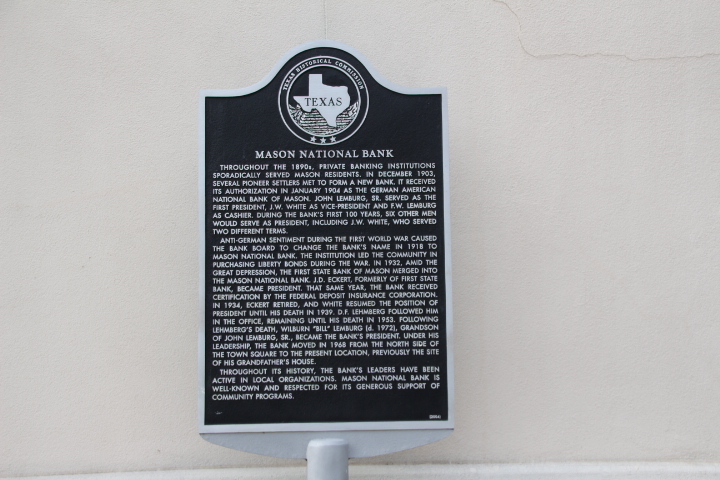 TEXAS HISTORICAL COMMISSION
TEXAS
MASON NATIONAL BANK
THROUGHOUT THE 1890s, PRIVATE BANKING INSTITUTIONS
SPORADICALLY SERVED MASON RESIDENTS. IN DECEMBER 1903,
SEVERAL PIONEER SETTLERS MET TO FORM A NEW BANK. IT RECEIVED
ITS AUTHORIZATION IN JANUARY 1904 AS THE GERMAN AMERICAN
NATIONAL BANK OF MASON. JOHN LEMBURG, SR. SERVED AS THE
FIRST PRESIDENT, J.W. WHITE AS VICE-PRESIDENT AND F.W. LEMBURG
AS CASHIER. DURING THE BANK'S FIRST 100 YEARS, SIX OTHER MEN
WOULD SERVE AS PRESIDENT, INCLUDING J.W. WHITE, WHO SERVED
TWO DIFFERENT TERMS.
ANTI-GERMAN SENTIMENT DURING THE FIRST WORLD WAR CAUSED
THE BANK BOARD TO CHANGE THE BANK'S NAME IN 1918 TO
MASON NATIONAL BANK. THE INSTITUTION LED THE COMMUNITY IN
PURCHASING LIBERTY BONDS DURING THE WAR. IN 1932, AMID THE
GREAT DEPRESSION, THE FIRST STATE BANK OF MASON MERGED INTO
THE MASON NATIONAL BANK. J.D. ECKERT, FORMERLY OF FIRST STATE
BANK, BECAME PRESIDENT. THAT SAME YEAR, THE BANK RECEIVED
CERTIFICATION BY THE FEDERAL DEPOSIT INSURANCE CORPORATION.
IN 1934, ECKERT RETIRED, AND WHITE RESUMED THE POSITION OF
PRESIDENT UNTIL HIS DEATH IN 1939. D.F. LEHMBERG FOLLOWED HIM
IN THE OFFICE, REMAINING UNTIL HIS DEATH IN 1953. FOLLOWING
LEHMBERG'S DEATH, WILBURN "BILL" LEMBURG (d. 1972), GRANDSON
OF JOHN LEMBURG, SR., BECAME THE BANK'S PRESIDENT. UNDER HIS
LEADERSHIP, THE BANK MOVED IN 1968 FROM THE NORTH SIDE OF
THE TOWN SQUARE TO THE PRESENT LOCATION, PREVIOUSLY THE SITE
OF HIS GRANDFATHER'S HOUSE.
THROUGHOUT ITS HISTORY, THE BANK'S LEADERS HAVE BEEN
ACTIVE IN LOCAL ORGANIZATIONS. MASON NATIONAL BANK IS
WELL-KNOWN AND RESPECTED FOR ITS GENEROUS SUPPORT OF
COMMUNITY PROGRAMS.